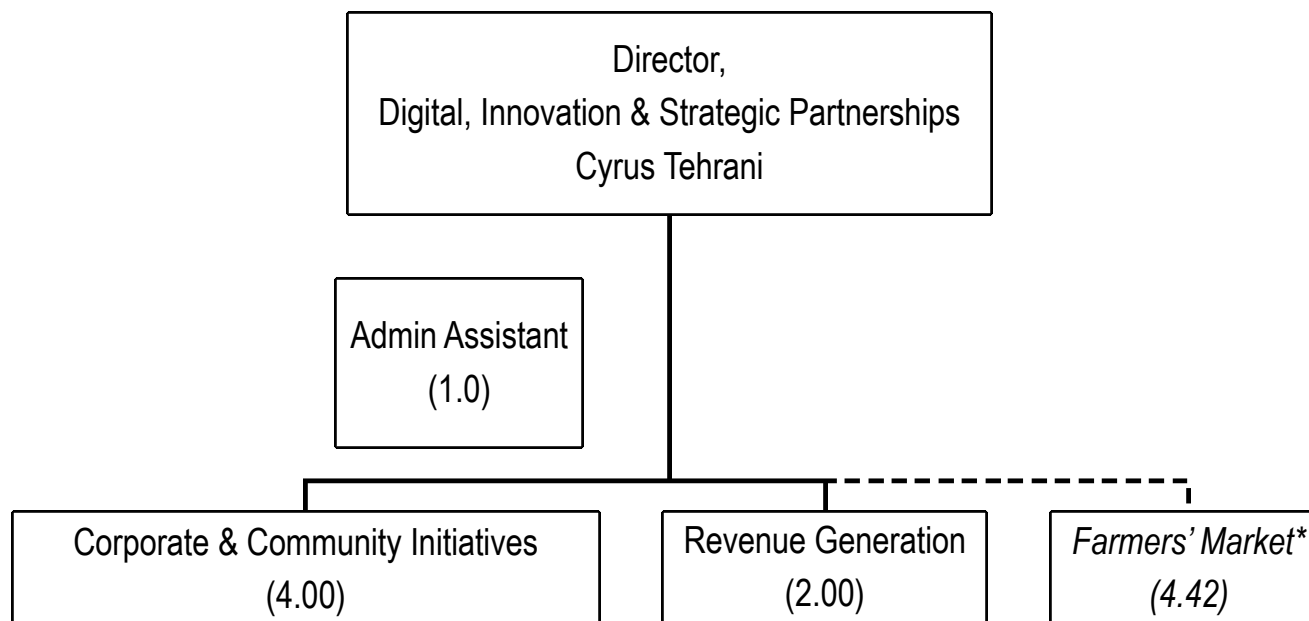 Director,
Digital, Innovation & Strategic Partnerships
Cyrus Tehrani
Admin Assistant
(1.0)
Corporate & Community Initiatives
(4.00)
Revenue Generation
(2.00)
Farmers’ Market*
(4.42)